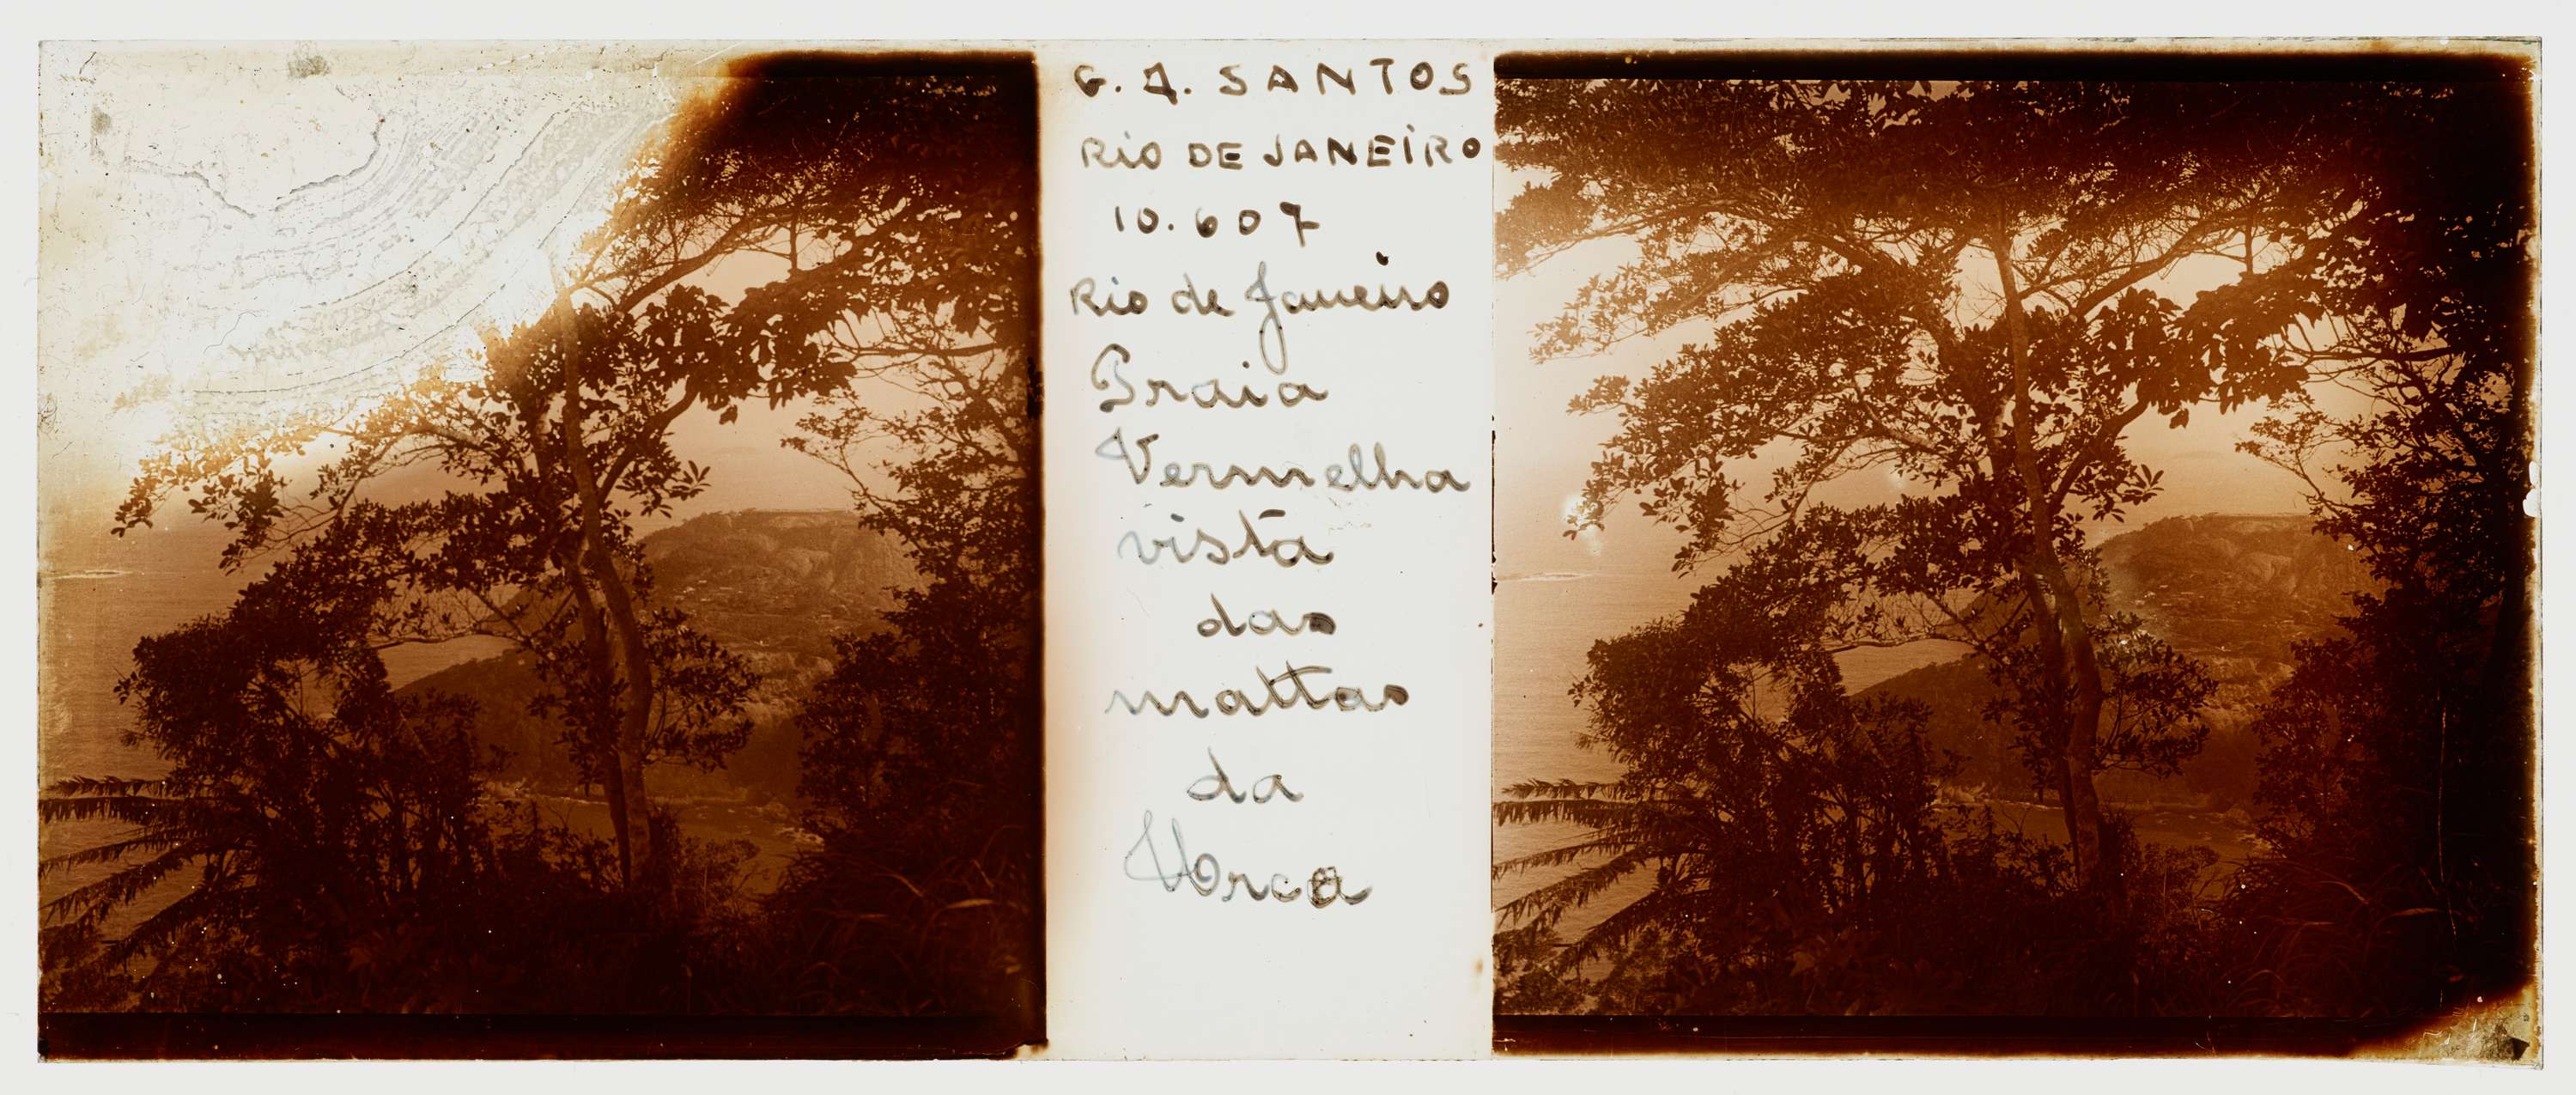 G. A. SANTOS
RiO DE JANEiRO
10.607
Rio de Janeiro
Praia
Vermelha
vista
das
mattas
da
Urca